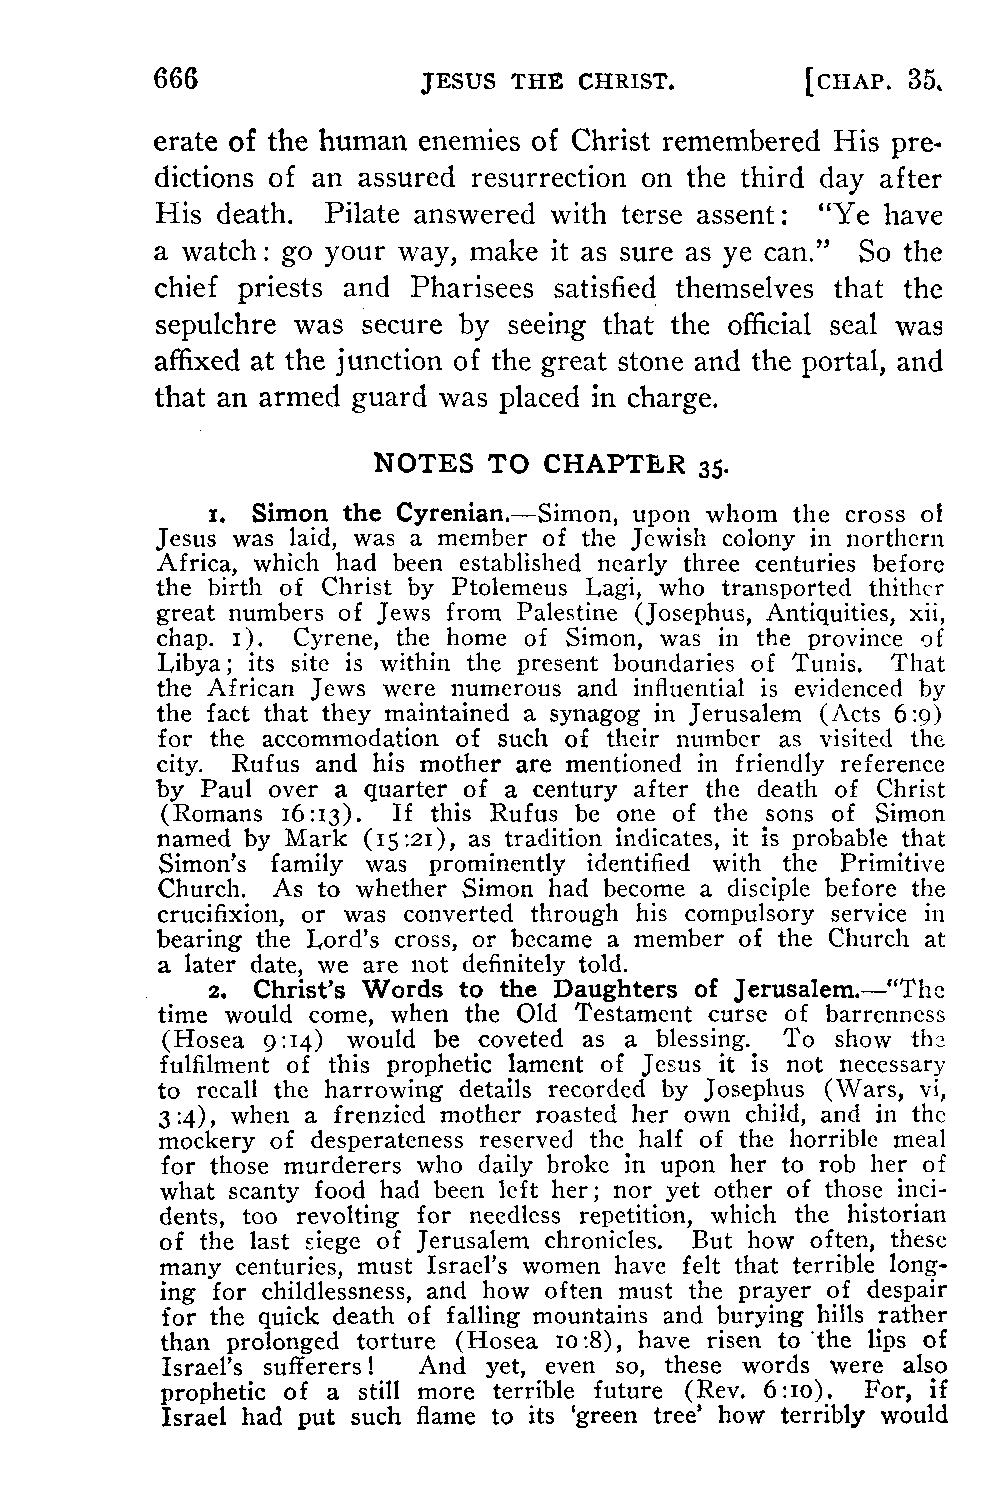 666 JESUS THE CHRIST. [CHAP. 35.
erate of the human enemies of Christ remembered His pre-
dictions of an assured resurrection on the third day after
His death. Pilate answered with terse assent: “Ye have
a watch: go your way, make it as sure as ye can.” So the
chief priests and Pharisees satisfied themselves that the
sepulchre was secure by seeing that the official seal was
affixed at the junction of the great stone and the portal, and
that an armed guard was placed in charge.
NOTES TO CHAPTER 35.
1. Simon the Cyrenian.—Simon, upon whom the cross of
Jesus was laid, was a member of the Jewish colony in northern
Africa, which had been established nearly three centuries before
the birth of Christ by Ptolemeus Lagi, who transported thither
great numbers of Jews from Palestine (Josephus, Antiquities, xii,
chap. 1). Cyrene, the home of Simon, was in the province of
Libya; its site is within the present boundaries of Tunis. That
the African Jews were numerous and influential is evidenced by
the fact that they maintained a synagog in Jerusalem (Acts 6:9)
for the accommodation of such of their number as visited the
city. Rufus and his mother are mentioned in friendly reference
by Paul over a quarter of a century after the death of Christ
(Romans 16:13). If this Rufus be one of the sons of Simon
named by Mark (15:21), as tradition indicates, it is probable that
Simon’s family was prominently identified with the Primitive
Church. As to whether Simon had become a disciple before the
crucifixion, or was converted through his compulsory service in
bearing the Lord’s cross, or became a member of the Church at
a later date, we are not definitely told.
2. Christ’s Words to the Daughters of Jerusalem.—“The
time would come, when the Old Testament curse of barrenness
(Hosea 9:14) would be coveted as a blessing. To show the
fulfilment of this prophetic lament of Jesus it is not necessary
to recall the harrowing details recorded by Josephus (Wars, vi,
3:4), when a frenzied mother roasted her own child, and in the
mockery of desperateness reserved the half of the horrible meal
for those murderers who daily broke in upon her to rob her of
what scanty food had been left her; nor yet other of those inci-
dents, too revolting for needless repetition, which the historian
of the last siege of Jerusalem chronicles. But how often, these
many centuries, must Israel’s women have felt that terrible long-
ing for childlessness, and how often must the prayer of despair
for the quick death of falling mountains and burying hills rather
than prolonged torture (Hosea 10:8), have risen to the lips of
Israel’s sufferers! And yet, even so, these words were also
prophetic of a still more terrible future (Rev. 6:10). For, if
Israel had put such flame to its ‘green tree’ how terribly would